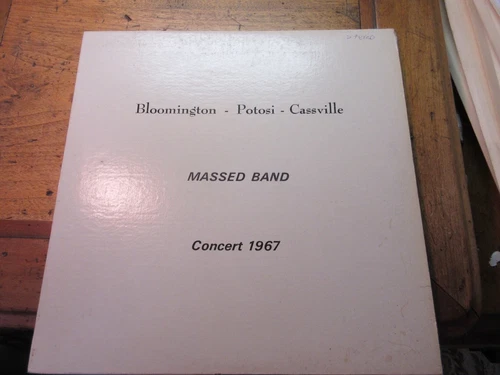 Bloomington - Potosi - Cassville
MASSED BAND
Concert 1967